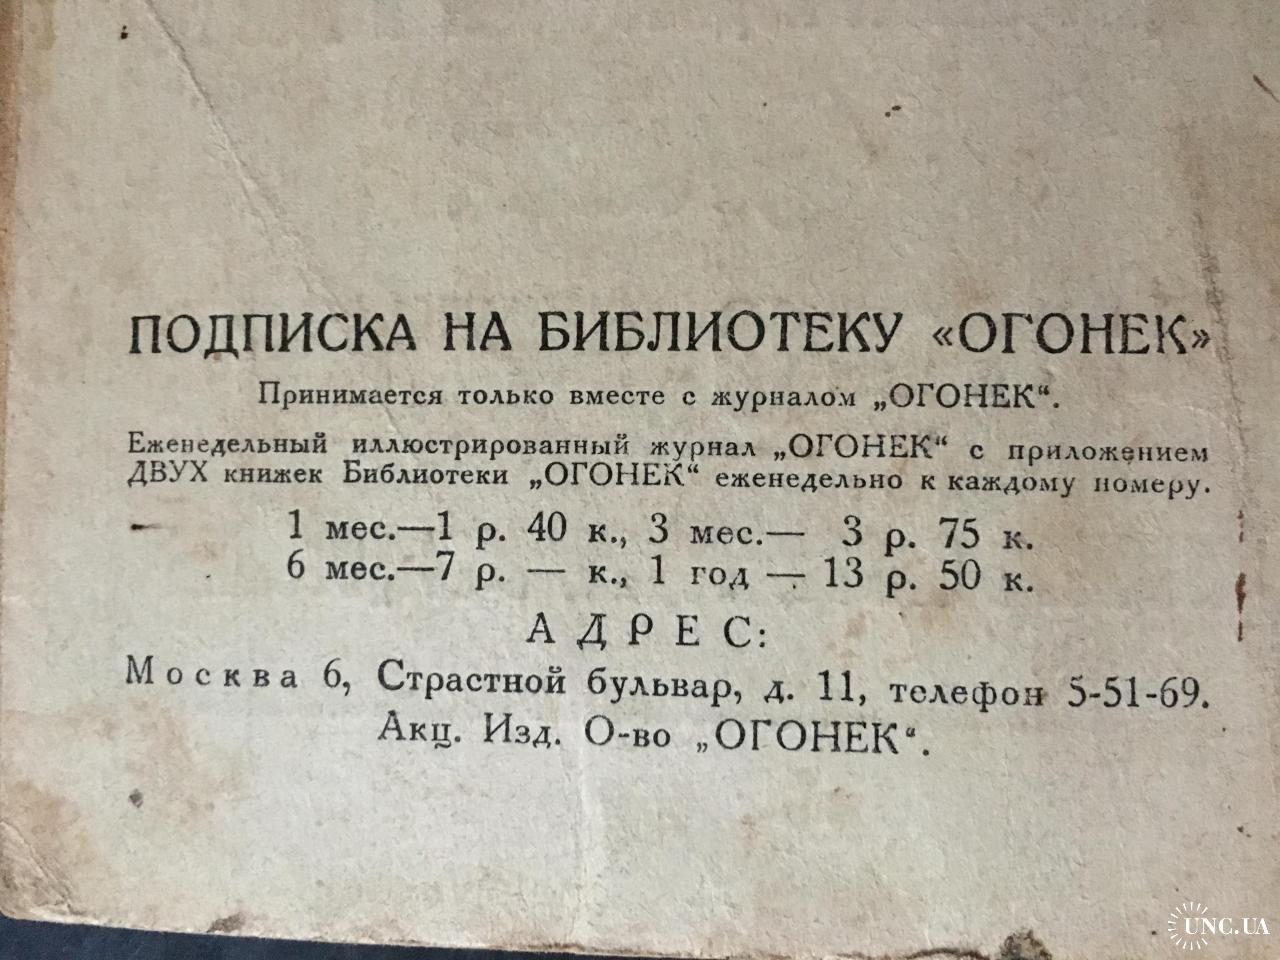 ПОДПИСКА НА БИБЛИОТЕКУ «ОГОНЕК»
Принимается только вместе с журналом „ОГОНЕК“.
Еженедельный иллюстрированный журнал „ОГОНЕК“ с приложением
ДВУХ книжек Библиотеки „ОГОНЕК“ еженедельно к каждому номеру.
1 мес.—1 р. 40 к., 3 мес.— 3 р. 75 к.
6 мес.—7 р. — к., 1 год — 13 р. 50 к.
АДРЕС:
Москва 6, Страстной бульвар, д. 11, телефон 5-51-69.
Акц. Изд. О-во „ОГОНЕК“.
UNC.UA